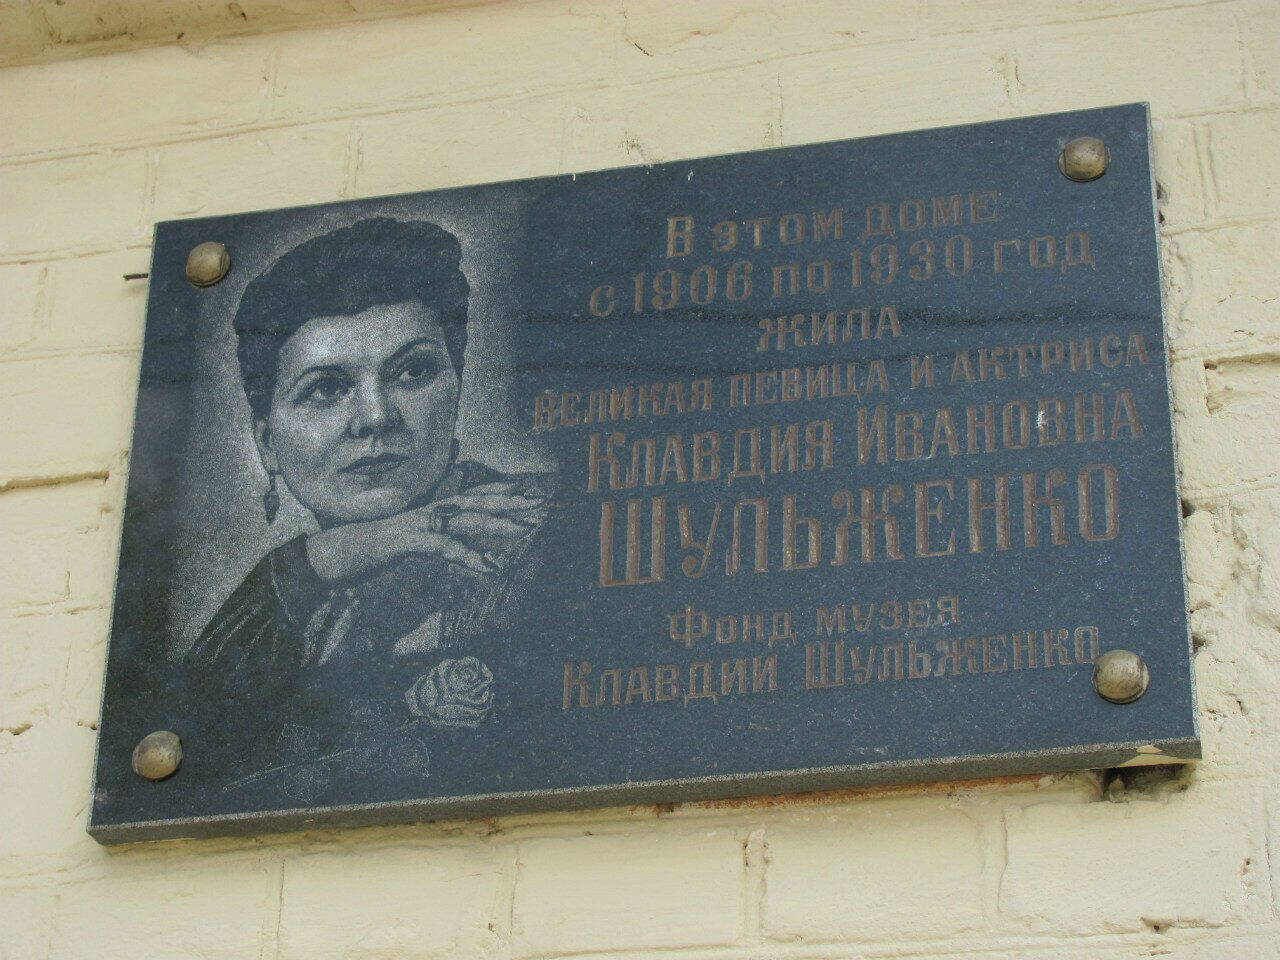 В этом доме
с 1906 по 1930 год
жила
великая певица и актриса
Клавдия Ивановна
Шульженко
Фонд музея
Клавдии Шульженко